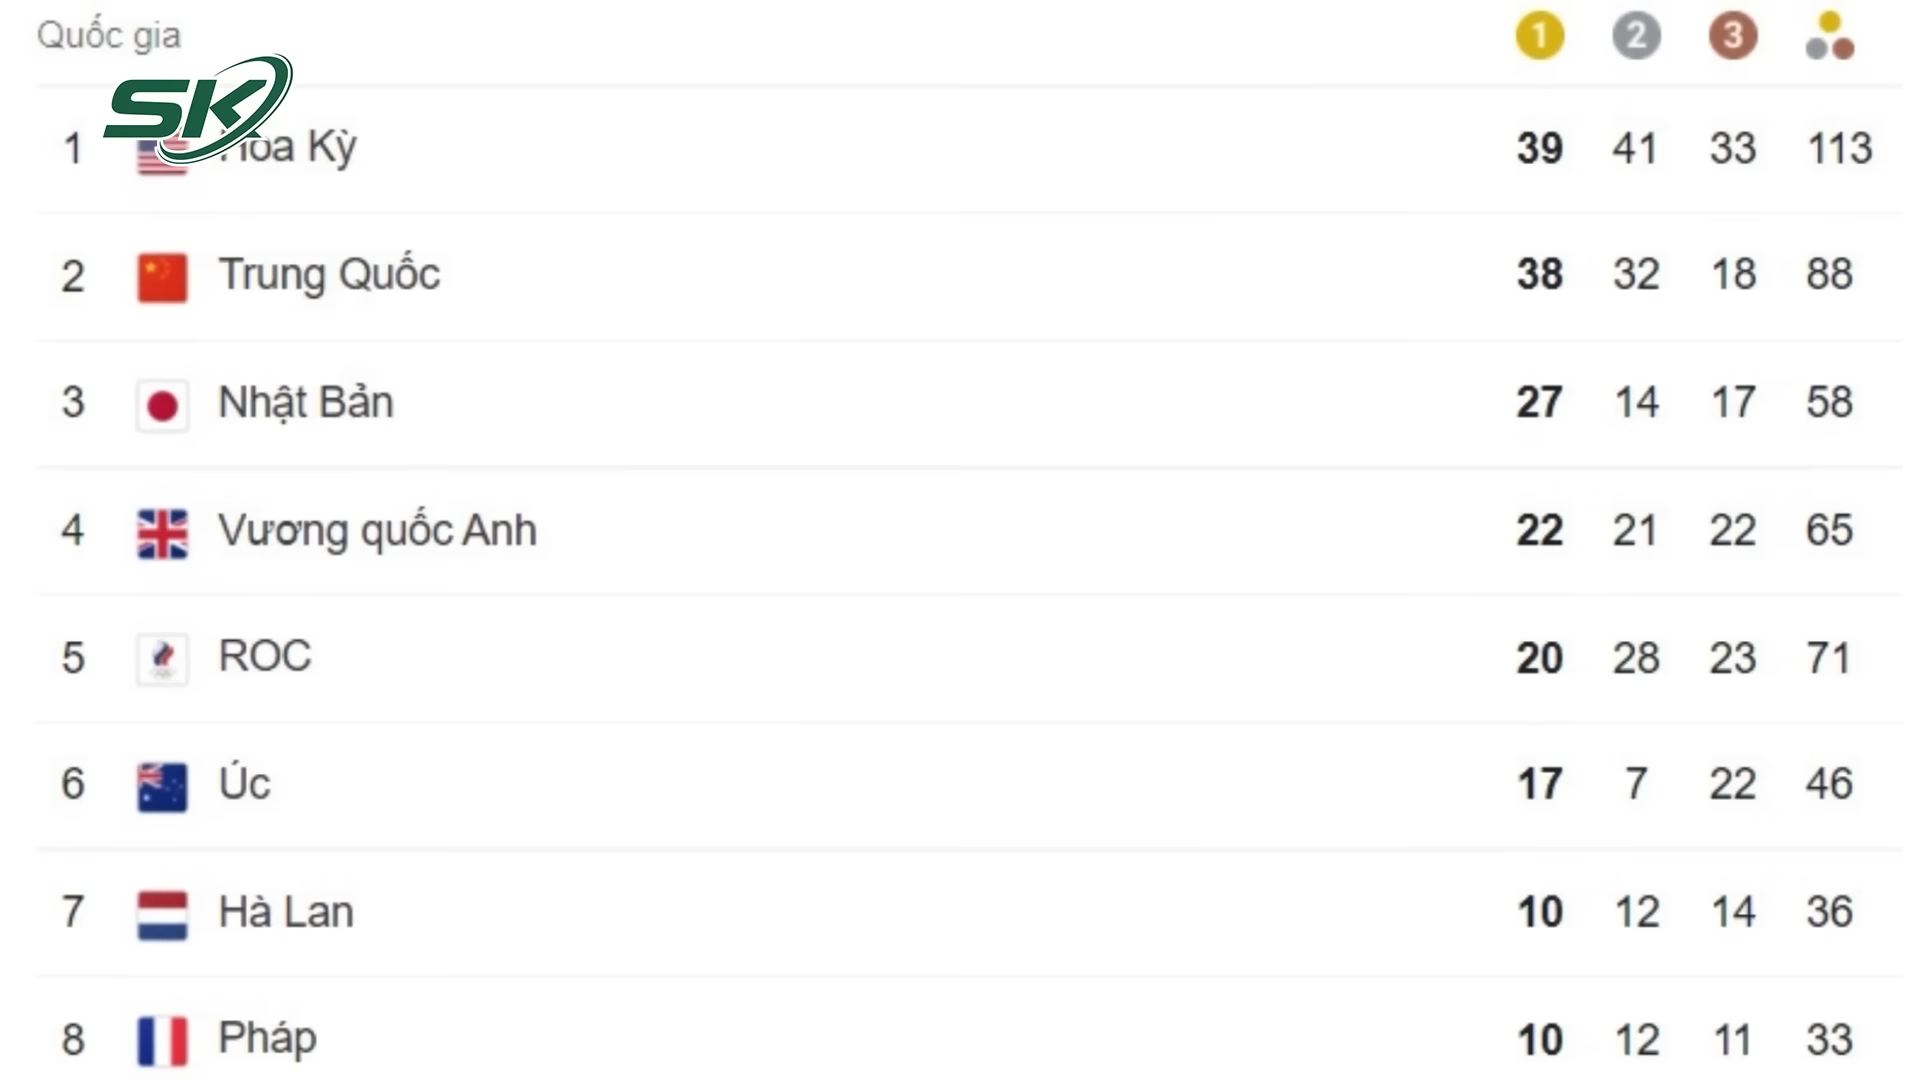 Quốc gia 1 2 3
SK
1 Hoa Kỳ 39 41 33 113
2 Trung Quốc 38 32 18 88
3 Nhật Bản 27 14 17 58
4 Vương quốc Anh 22 21 22 65
5 ROC 20 28 23 71
6 Úc 17 7 22 46
7 Hà Lan 10 12 14 36
8 Pháp 10 12 11 33